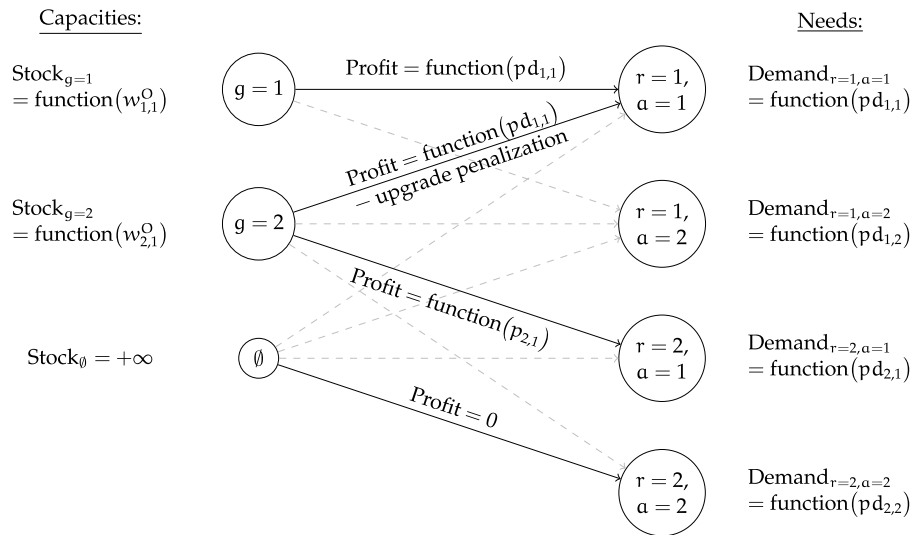 Capacities:
Needs:
Stock_{g=1}
= function(w^O_{1,1})
g = 1
Profit = function(pd_{1,1})
r = 1,
a = 1
Demand_{r=1,a=1}
= function(pd_{1,1})
Profit = function(pd_{1,1})
− upgrade penalization
Stock_{g=2}
= function(w^O_{2,1})
g = 2
r = 1,
a = 2
Demand_{r=1,a=2}
= function(pd_{1,2})
Profit = function(p_{2,1})
Stock_∅ = +∞
∅
r = 2,
a = 1
Demand_{r=2,a=1}
= function(pd_{2,1})
Profit = 0
r = 2,
a = 2
Demand_{r=2,a=2}
= function(pd_{2,2})